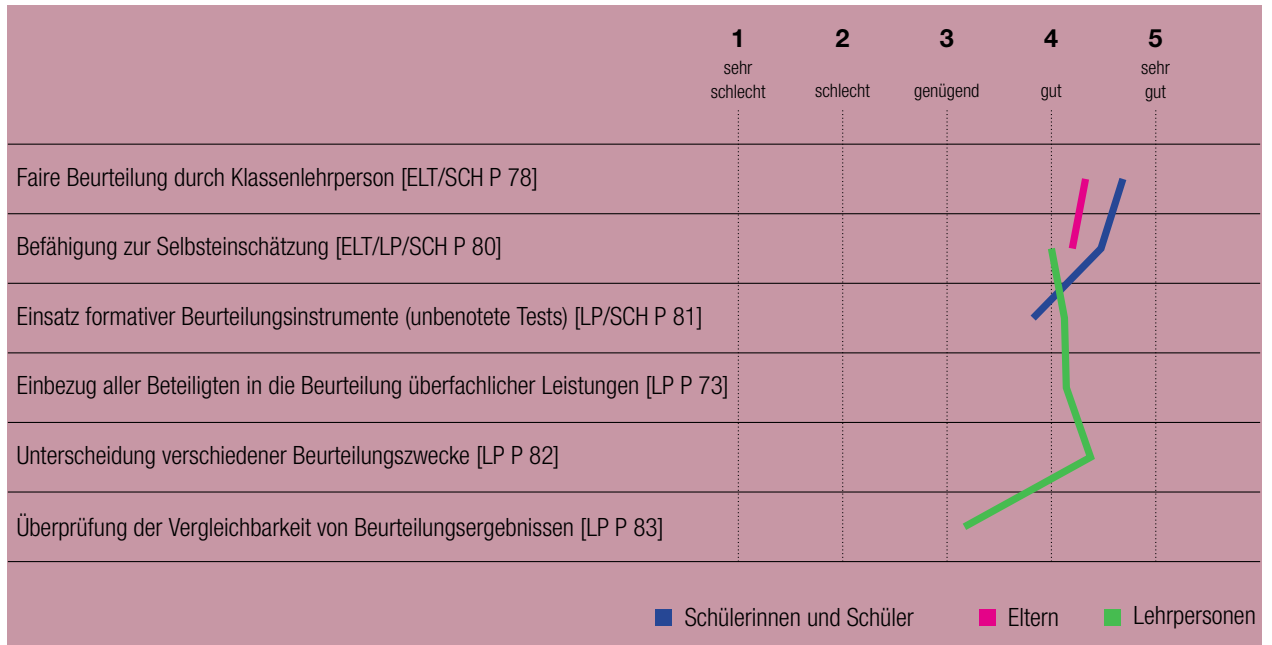 1 2 3 4 5
sehr schlecht schlecht genügend gut sehr gut
Faire Beurteilung durch Klassenlehrperson [ELT/SCH P 78]
Befähigung zur Selbsteinschätzung [ELT/LP/SCH P 80]
Einsatz formativer Beurteilungsinstrumente (unbenotete Tests) [LP/SCH P 81]
Einbezug aller Beteiligten in die Beurteilung überfachlicher Leistungen [LP P 73]
Unterscheidung verschiedener Beurteilungszwecke [LP P 82]
Überprüfung der Vergleichbarkeit von Beurteilungsergebnissen [LP P 83]
Schülerinnen und Schüler Eltern Lehrpersonen